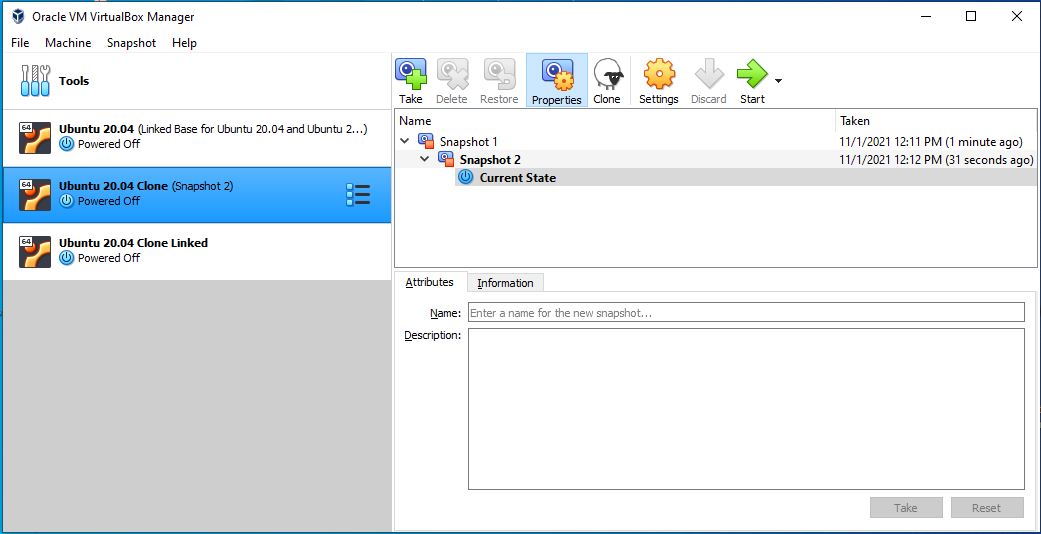 Oracle VM VirtualBox Manager
File Machine Snapshot Help
Tools
Take Delete Restore Properties Clone Settings Discard Start
64 Ubuntu 20.04 (Linked Base for Ubuntu 20.04 and Ubuntu 2...)
Powered Off
64 Ubuntu 20.04 Clone (Snapshot 2)
Powered Off
64 Ubuntu 20.04 Clone Linked
Powered Off
Name Taken
Snapshot 1 11/1/2021 12:11 PM (1 minute ago)
Snapshot 2 11/1/2021 12:12 PM (31 seconds ago)
Current State
Attributes Information
Name: Enter a name for the new snapshot...
Description:
Take Reset